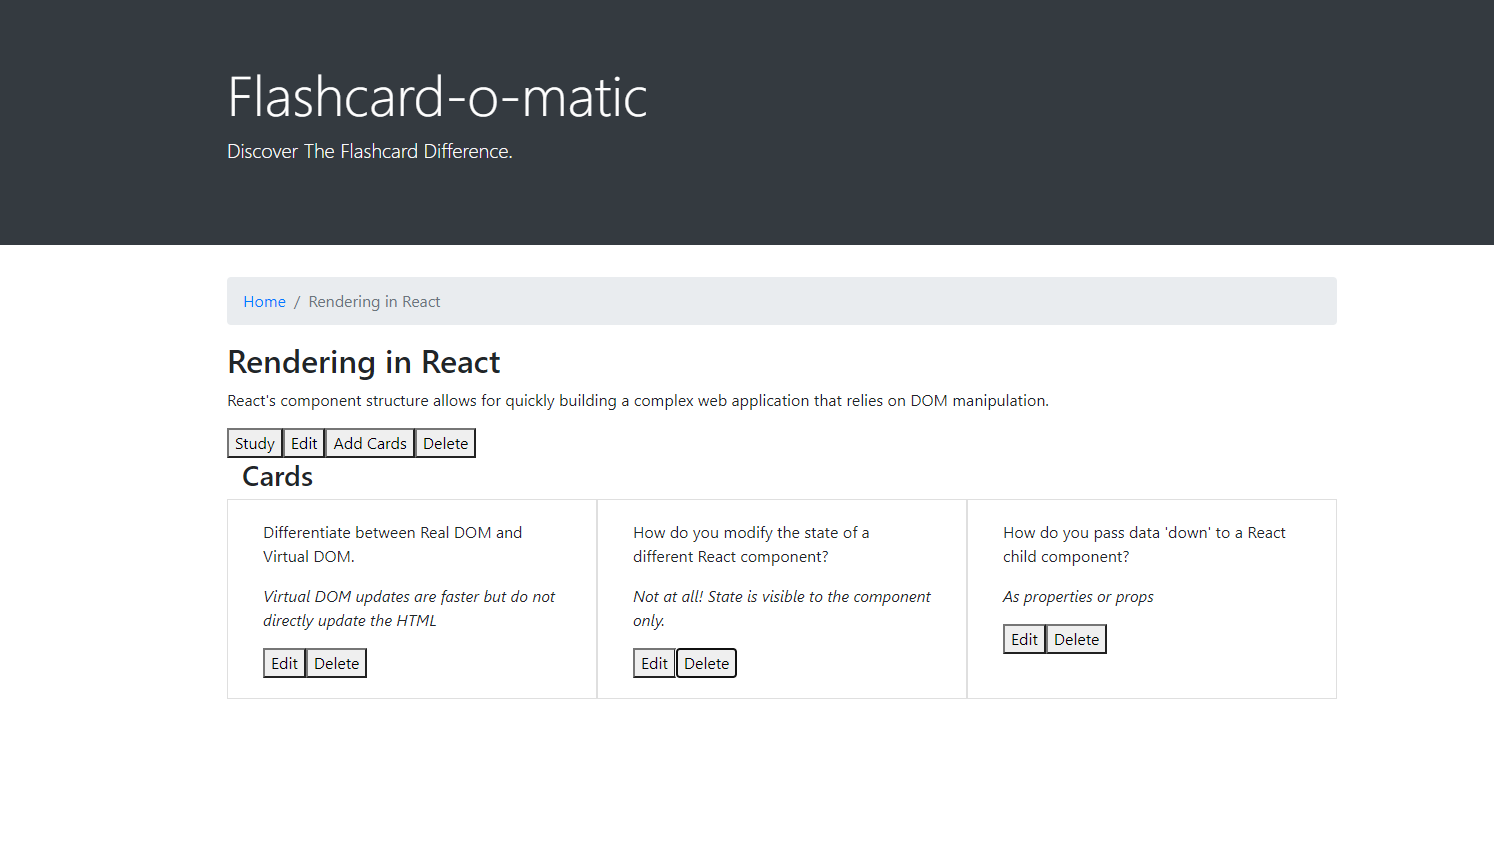 Flashcard-o-matic
Discover The Flashcard Difference.
Home / Rendering in React
Rendering in React
React's component structure allows for quickly building a complex web application that relies on DOM manipulation.
Study Edit Add Cards Delete
Cards
Differentiate between Real DOM and
Virtual DOM.
Virtual DOM updates are faster but do not
directly update the HTML
Edit Delete
How do you modify the state of a
different React component?
Not at all! State is visible to the component
only.
Edit Delete
How do you pass data 'down' to a React
child component?
As properties or props
Edit Delete